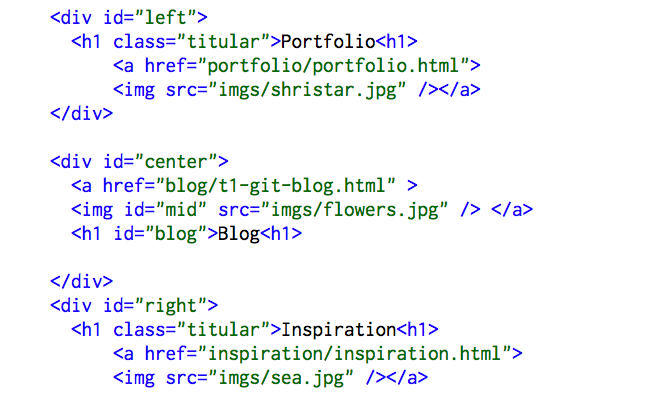 <div id="left">
<h1 class="titular">Portfolio<h1>
<a href="portfolio/portfolio.html">
<img src="imgs/shristar.jpg" /></a>
</div>
<div id="center">
<a href="blog/t1-git-blog.html" >
<img id="mid" src="imgs/flowers.jpg" /> </a>
<h1 id="blog">Blog<h1>
</div>
<div id="right">
<h1 class="titular">Inspiration<h1>
<a href="inspiration/inspiration.html">
<img src="imgs/sea.jpg" /></a>